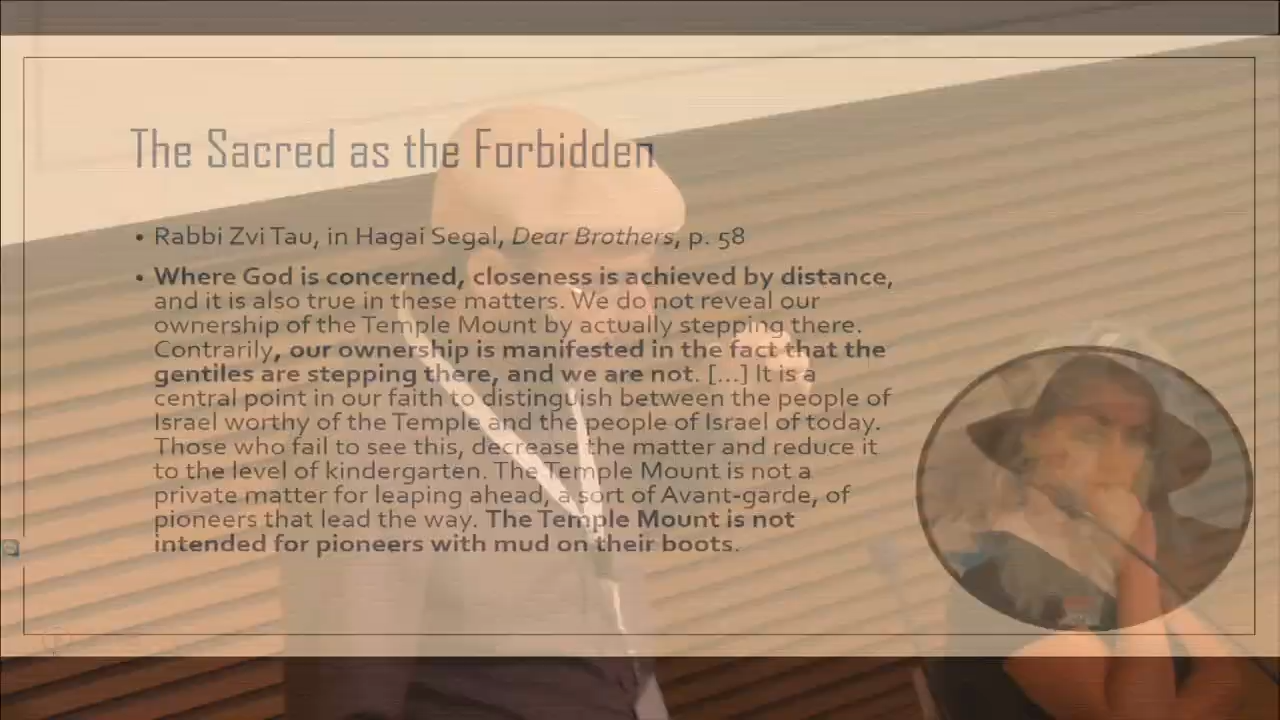 The Sacred as the Forbidden
• Rabbi Zvi Tau, in Hagai Segal, Dear Brothers, p. 58
• Where God is concerned, closeness is achieved by distance,
and it is also true in these matters. We do not reveal our
ownership of the Temple Mount by actually stepping there.
Contrarily, our ownership is manifested in the fact that the
gentiles are stepping there, and we are not. [...] It is a
central point in our faith to distinguish between the people of
Israel worthy of the Temple and the people of Israel of today.
Those who fail to see this, decrease the matter and reduce it
to the level of kindergarten. The Temple Mount is not a
private matter for leaping ahead, a sort of Avant-garde, of
pioneers that lead the way. The Temple Mount is not
intended for pioneers with mud on their boots.